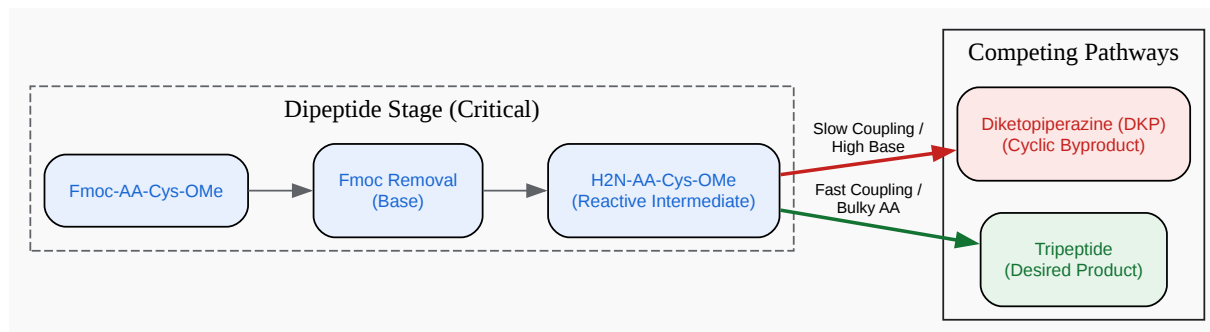 Competing Pathways
Dipeptide Stage (Critical)
Fmoc-AA-Cys-OMe
Fmoc Removal
(Base)
H2N-AA-Cys-OMe
(Reactive Intermediate)
Slow Coupling /
High Base
Diketopiperazine (DKP)
(Cyclic Byproduct)
Fast Coupling /
Bulky AA
Tripeptide
(Desired Product)